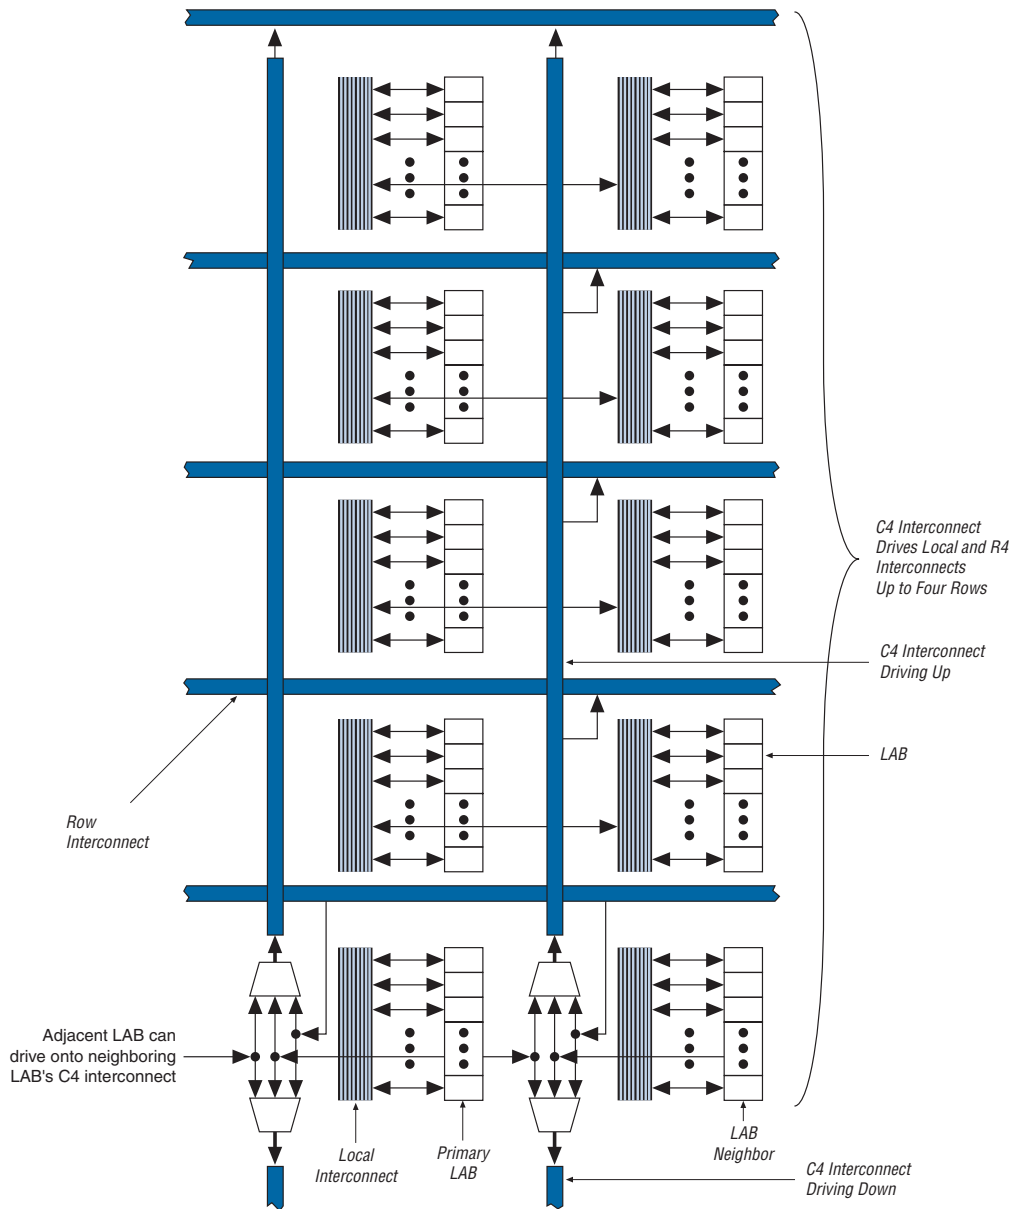 C4 Interconnect
Drives Local and R4
Interconnects
Up to Four Rows
C4 Interconnect
Driving Up
LAB
Row
Interconnect
Adjacent LAB can
drive onto neighboring
LAB's C4 interconnect
Local
Interconnect
Primary
LAB
LAB
Neighbor
C4 Interconnect
Driving Down